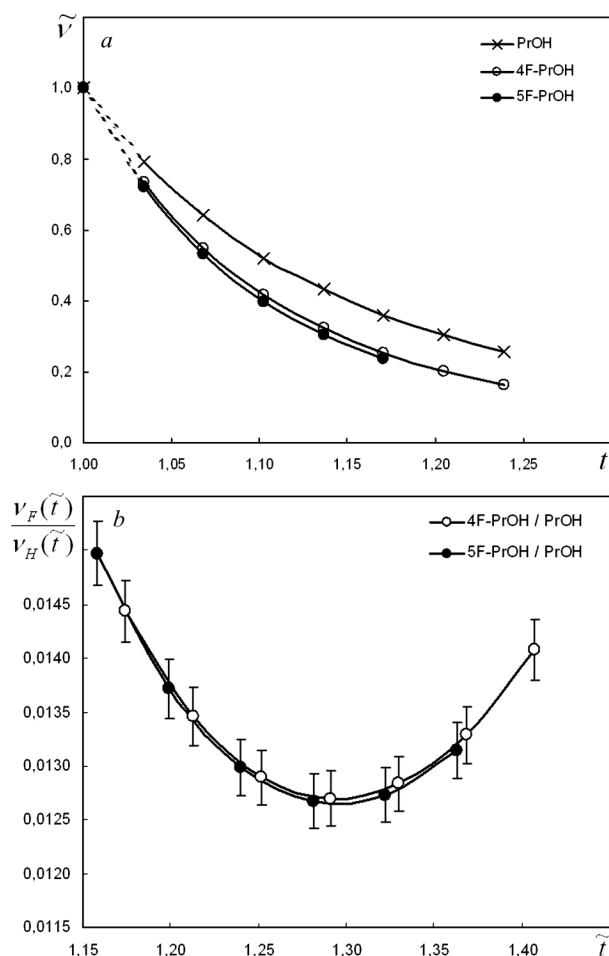 ν̃
a
PrOH
4F-PrOH
5F-PrOH
1,0
0,8
0,6
0,4
0,2
0,0
1,00 1,05 1,10 1,15 1,20 1,25 t
ν_F(t̃)
ν_H(t̃)
b
4F-PrOH / PrOH
5F-PrOH / PrOH
0,0145
0,0140
0,0135
0,0130
0,0125
0,0120
0,0115
1.15 1.20 1.25 1.30 1.35 1.40 t̃